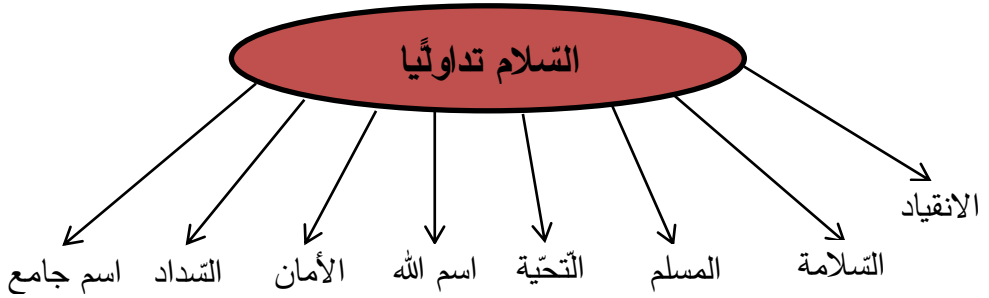 السّلام تداوليًّا
الانقياد
السّلامة
المسلم
التّحيّة
اسم الله
الأمان
السّداد
اسم جامع